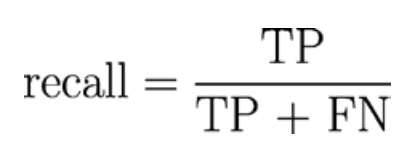 recall = TP / (TP + FN)